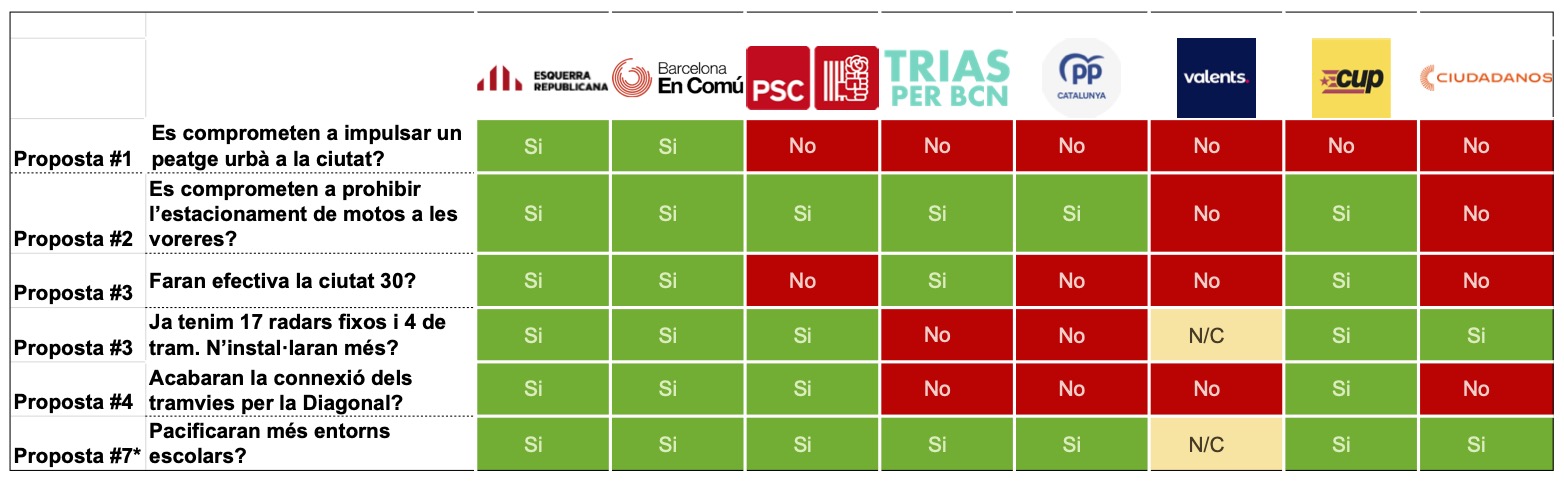 ESQUERRA
REPUBLICANA
Barcelona
En Comú
PSC
TRIAS
PER BCN
pp
CATALUNYA
valents.
cup
CIUDADANOS
Proposta #1
Es comprometen a impulsar un
peatge urbà a la ciutat?
Si Si No No No No No No
Proposta #2
Es comprometen a prohibir
l’estacionament de motos a les
voreres?
Si Si Si Si Si No Si No
Proposta #3
Faran efectiva la ciutat 30?
Si Si No Si No No Si No
Proposta #3
Ja tenim 17 radars fixos i 4 de
tram. N’instal·laran més?
Si Si Si No No N/C Si Si
Proposta #4
Acabaran la connexió dels
tramvies per la Diagonal?
Si Si Si No No No Si No
Proposta #7*
Pacificaran més entorns
escolars?
Si Si Si Si Si N/C Si Si